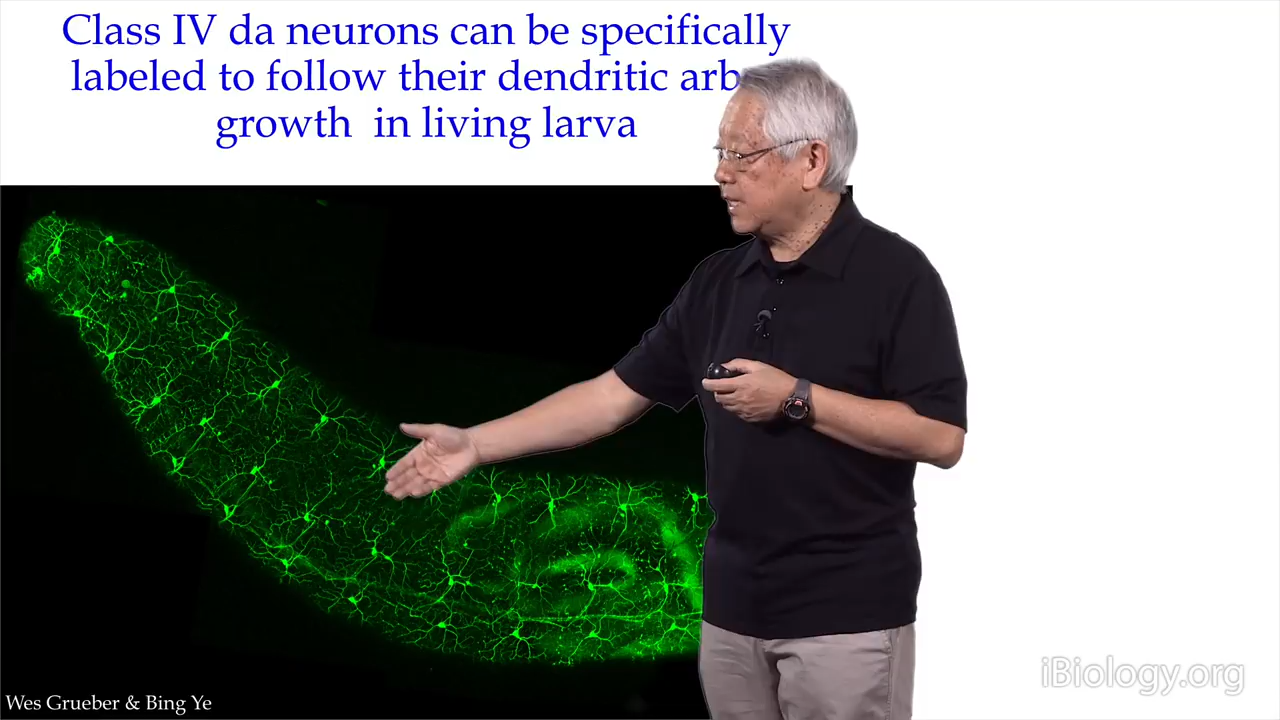 Class IV da neurons can be specifically
labeled to follow their dendritic
growth in living larva
Wes Grueber & Bing Ye
iBiology.org